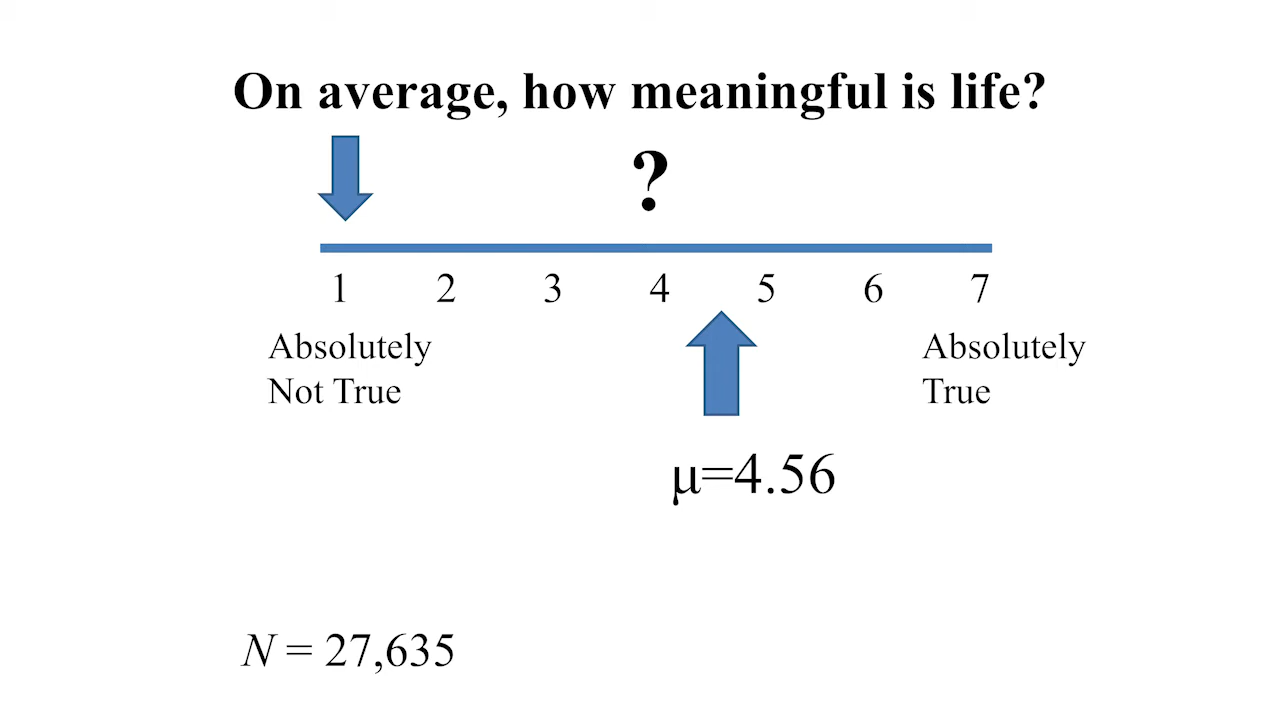 On average, how meaningful is life?
?
1 2 3 4 5 6 7
Absolutely Not True
Absolutely True
μ=4.56
N = 27,635